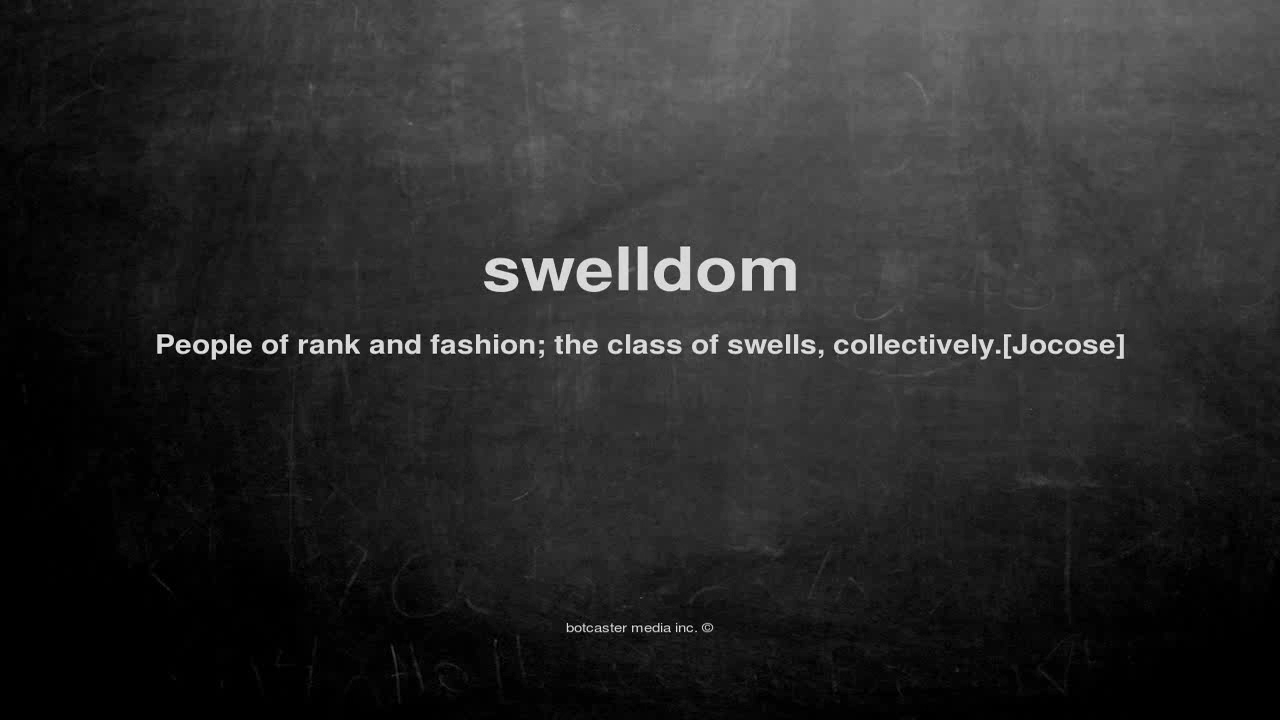 swelldom
People of rank and fashion; the class of swells, collectively.[Jocose]
botcaster media inc. ©